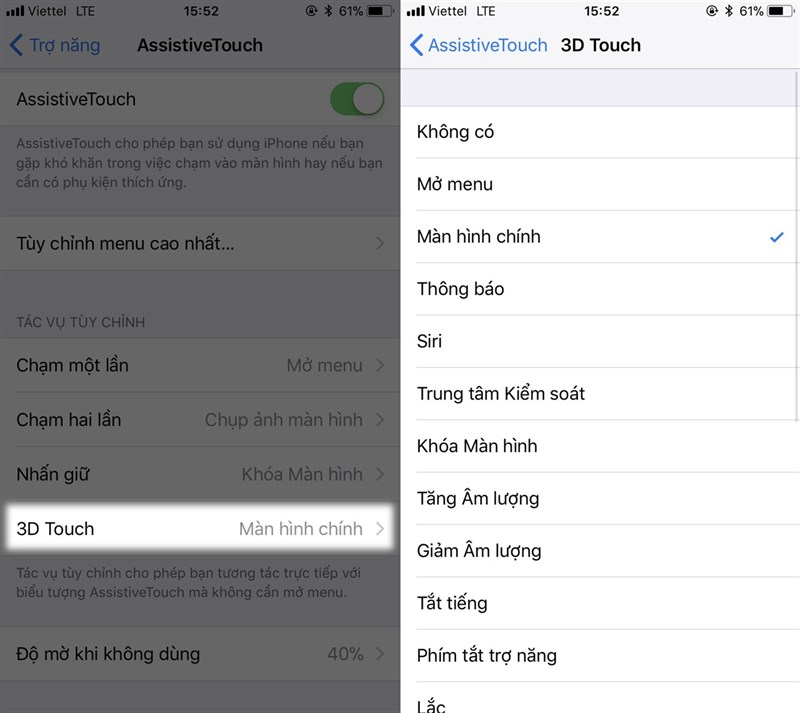 Viettel LTE 15:52 61%
Trợ năng AssistiveTouch
AssistiveTouch
AssistiveTouch cho phép bạn sử dụng iPhone nếu bạn
gặp khó khăn trong việc chạm vào màn hình hay nếu bạn
cần có phụ kiện thích ứng.
Tùy chỉnh menu cao nhất...
TÁC VỤ TÙY CHỈNH
Chạm một lần Mở menu
Chạm hai lần Chụp ảnh màn hình
Nhấn giữ Khóa Màn hình
3D Touch Màn hình chính
Tác vụ tùy chỉnh cho phép bạn tương tác trực tiếp với
biểu tượng AssistiveTouch mà không cần mở menu.
Độ mờ khi không dùng 40%
Viettel LTE 15:52 61%
AssistiveTouch 3D Touch
Không có
Mở menu
Màn hình chính
Thông báo
Siri
Trung tâm Kiểm soát
Khóa Màn hình
Tăng Âm lượng
Giảm Âm lượng
Tắt tiếng
Phím tắt trợ năng
Lắc